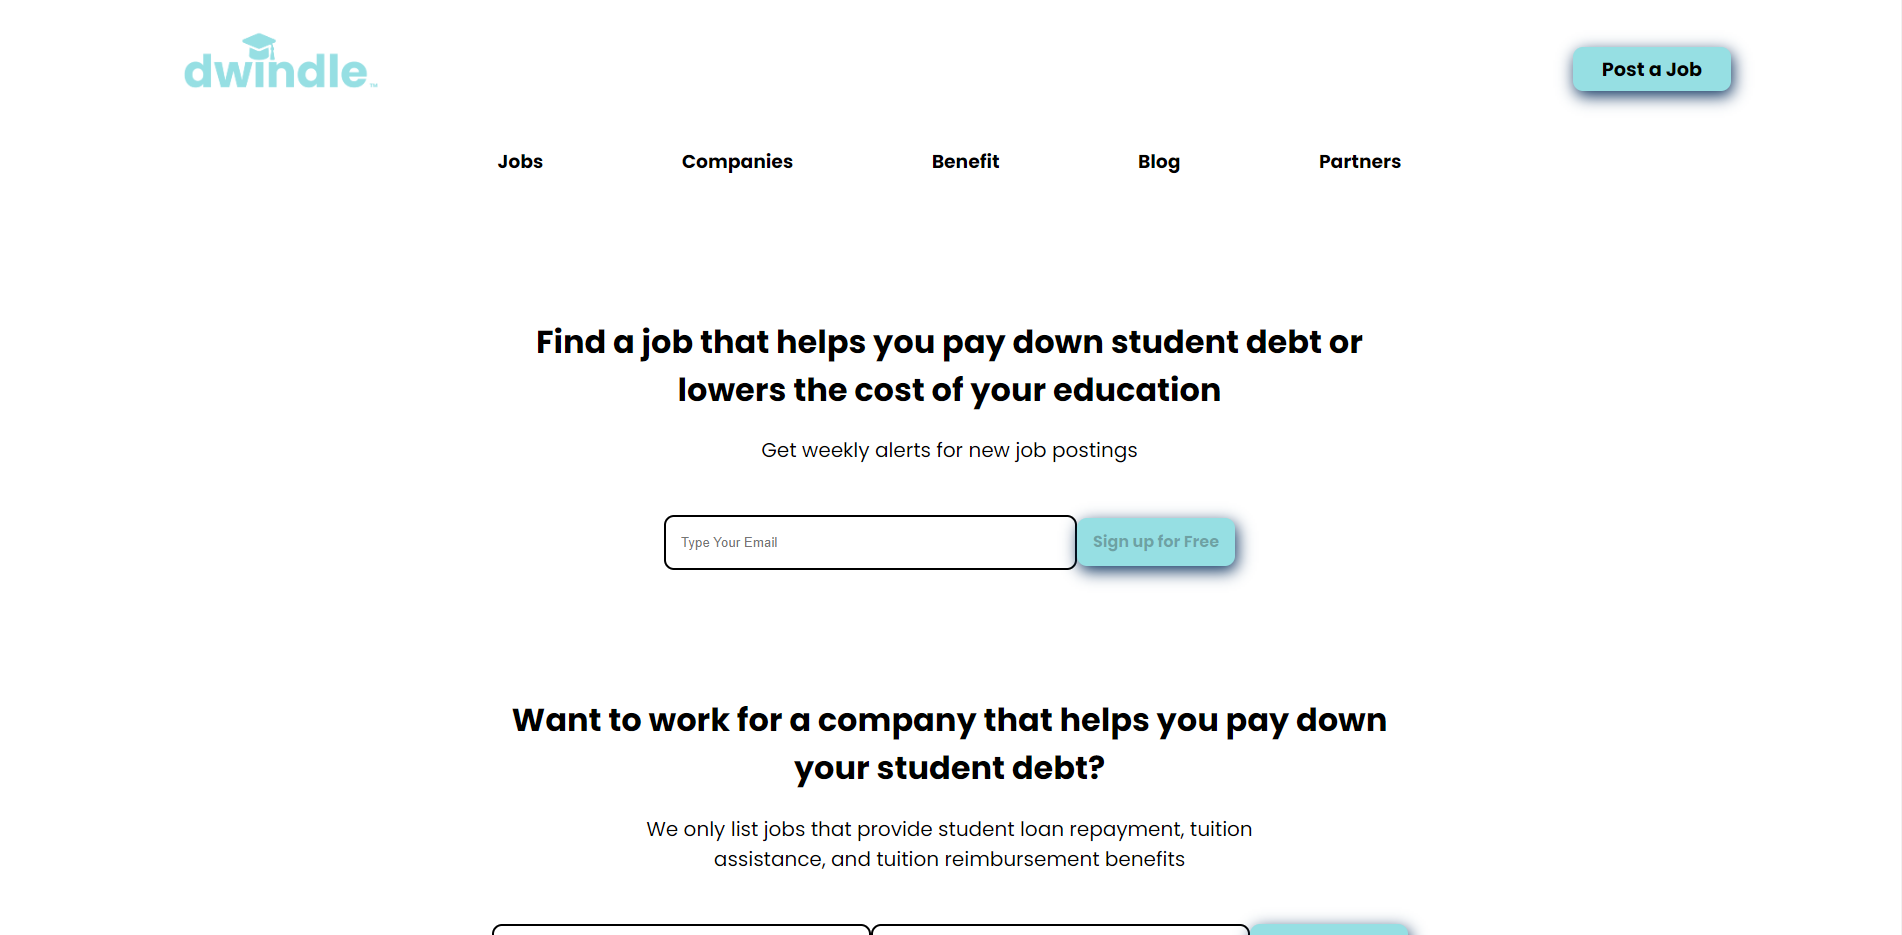 dwindle™
Post a Job
Jobs
Companies
Benefit
Blog
Partners
Find a job that helps you pay down student debt or
lowers the cost of your education
Get weekly alerts for new job postings
Type Your Email
Sign up for Free
Want to work for a company that helps you pay down
your student debt?
We only list jobs that provide student loan repayment, tuition
assistance, and tuition reimbursement benefits